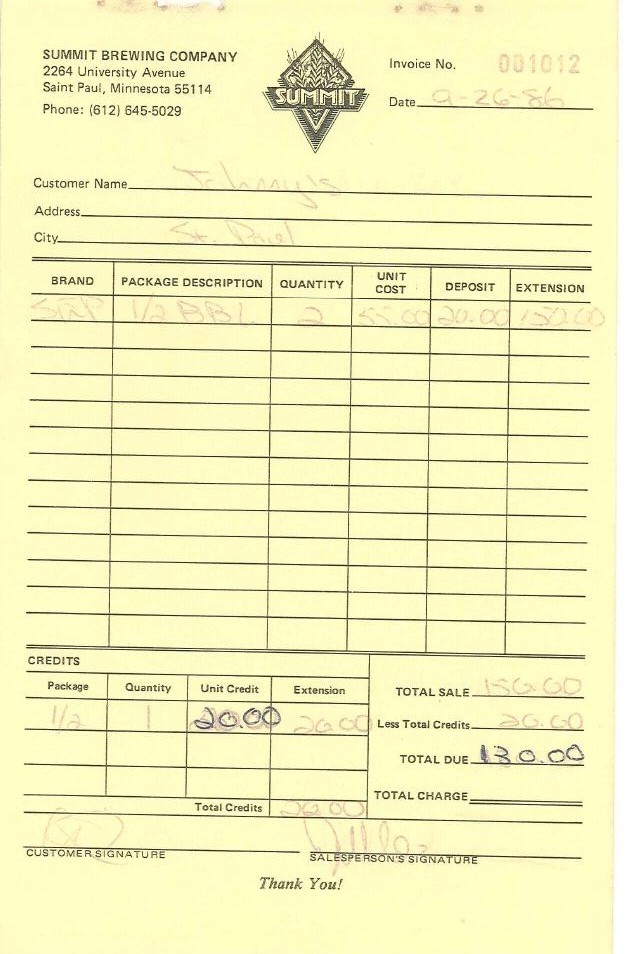 SUMMIT BREWING COMPANY
2264 University Avenue
Saint Paul, Minnesota 55114
Phone: (612) 645-5029
SUMMIT
Invoice No. 001012
Date 9-26-86
Customer Name Johnny's
Address
City St. Paul
BRAND PACKAGE DESCRIPTION QUANTITY UNIT COST DEPOSIT EXTENSION
1/2 BBL 2 55.00 20.00 150.00
CREDITS
Package Quantity Unit Credit Extension
1/2 1 20.00 20.00
Total Credits 20.00
TOTAL SALE 150.00
Less Total Credits 20.00
TOTAL DUE 130.00
TOTAL CHARGE
CUSTOMER SIGNATURE
SALESPERSON'S SIGNATURE
Thank You!